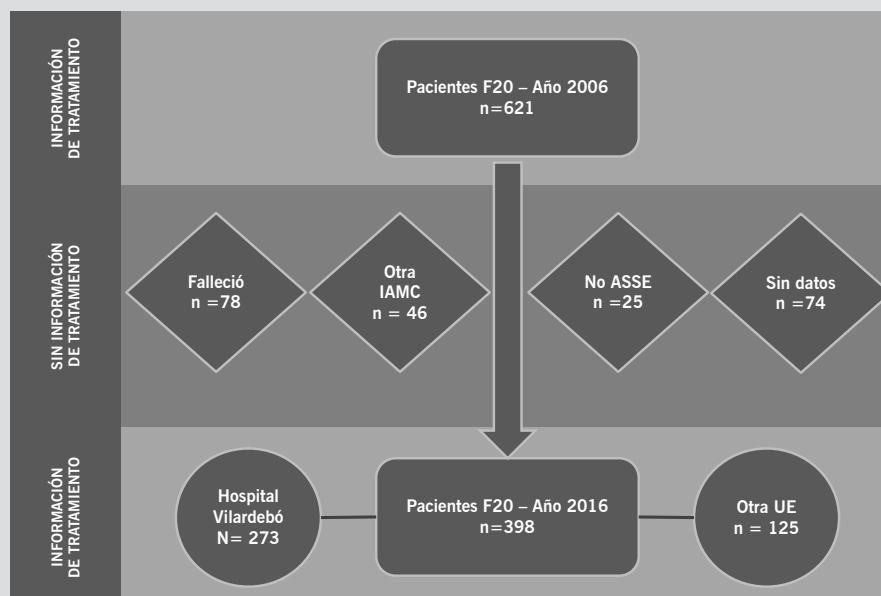 INFORMACIÓN
DE TRATAMIENTO
Pacientes F20 – Año 2006
n=621
SIN INFORMACIÓN
DE TRATAMIENTO
Falleció
n =78
Otra
IAMC
n = 46
No ASSE
n =25
Sin datos
n =74
INFORMACIÓN
DE TRATAMIENTO
Hospital
Vilardebó
N= 273
Pacientes F20 – Año 2016
n=398
Otra UE
n = 125